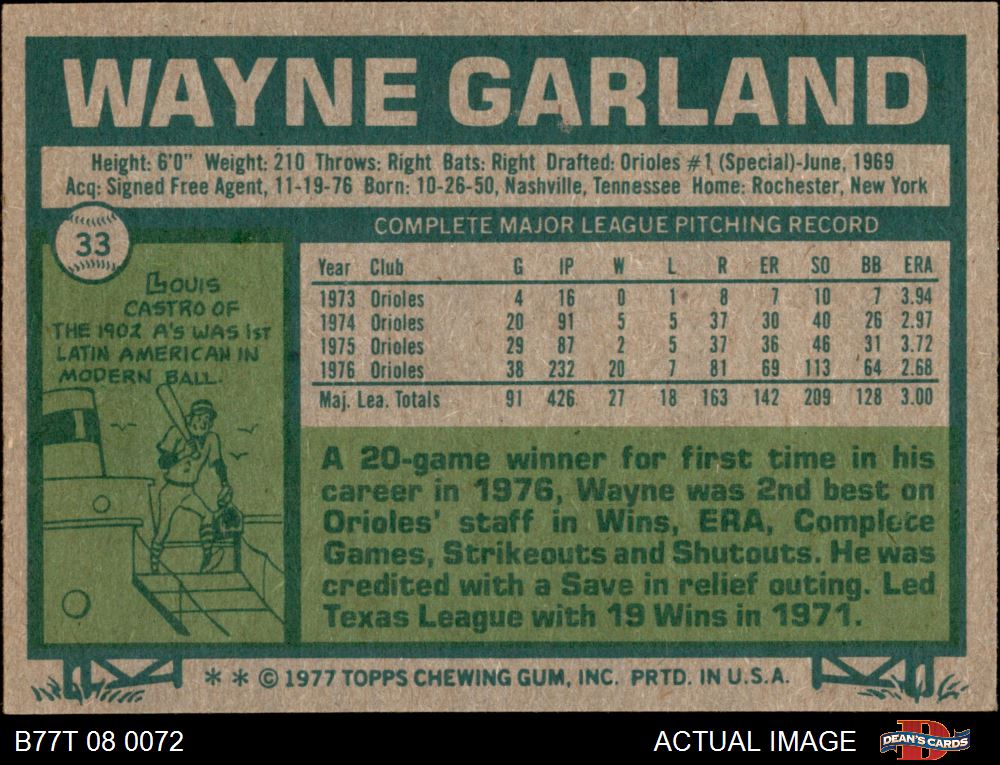 WAYNE GARLAND
Height: 6'0" Weight: 210 Throws: Right Bats: Right Drafted: Orioles #1 (Special)-June, 1969
Acq: Signed Free Agent, 11-19-76 Born: 10-26-50, Nashville, Tennessee Home: Rochester, New York
33
LOUIS
CASTRO OF
THE 1902 A'S WAS 1ST
LATIN AMERICAN IN
MODERN BALL.
1
COMPLETE MAJOR LEAGUE PITCHING RECORD
Year Club G IP W L R ER SO BB ERA
1973 Orioles 4 16 0 1 8 7 10 7 3.94
1974 Orioles 20 91 5 5 37 30 40 26 2.97
1975 Orioles 29 87 2 5 37 36 46 31 3.72
1976 Orioles 38 232 20 7 81 69 113 64 2.68
Maj. Lea. Totals 91 426 27 18 163 142 209 128 3.00
A 20-game winner for first time in his
career in 1976, Wayne was 2nd best on
Orioles' staff in Wins, ERA, Complete
Games, Strikeouts and Shutouts. He was
credited with a Save in relief outing. Led
Texas League with 19 Wins in 1971.
* * © 1977 TOPPS CHEWING GUM, INC. PRTD. IN U.S.A.
B77T 08 0072
ACTUAL IMAGE
D
DEAN'S CARDS